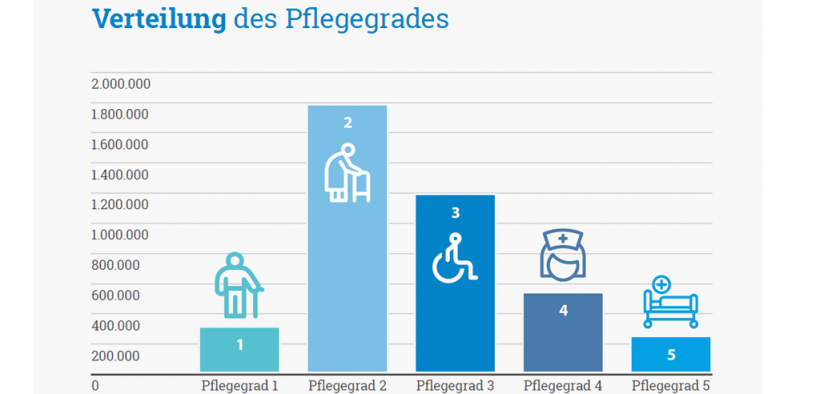 Verteilung des Pflegegrades
2.000.000
1.800.000
1.600.000
1.400.000
1.200.000
1.000.000
800.000
600.000
400.000
200.000
0
1
2
3
4
5
Pflegegrad 1
Pflegegrad 2
Pflegegrad 3
Pflegegrad 4
Pflegegrad 5